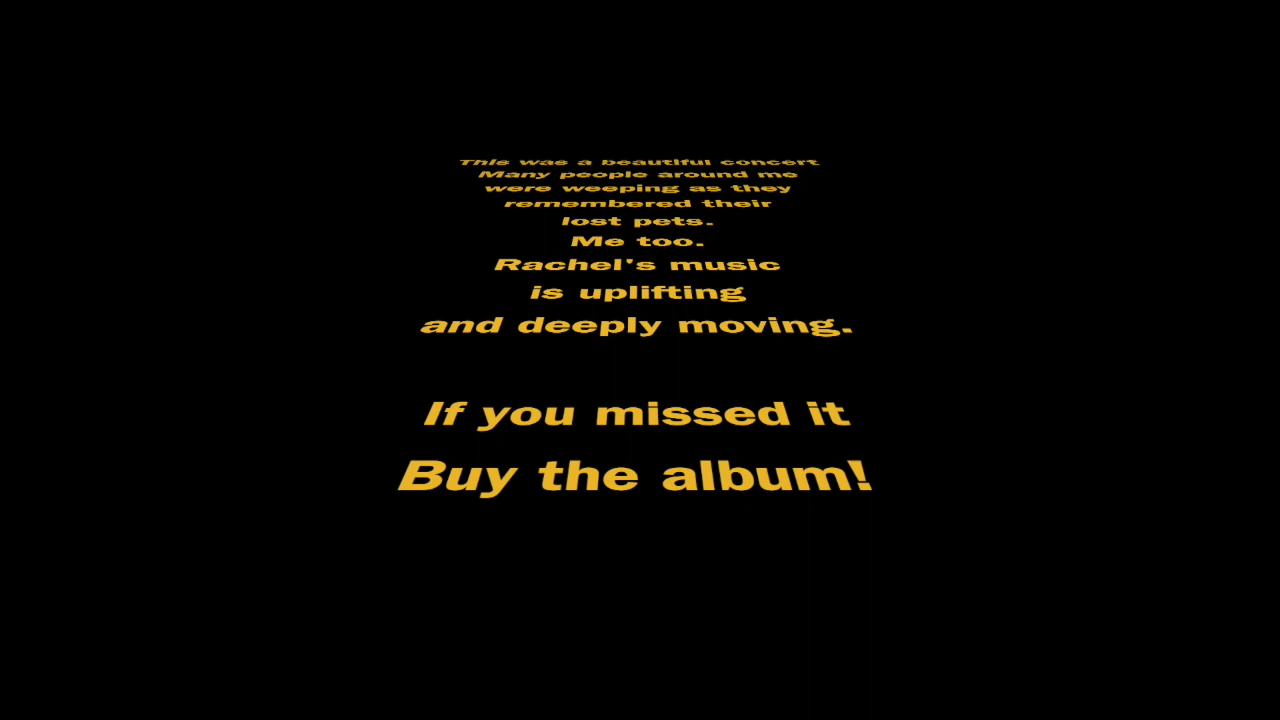 This was a beautiful concert
Many people around me
were weeping as they
remembered their
lost pets.
Me too.
Rachel's music
is uplifting
and deeply moving.
If you missed it
Buy the album!